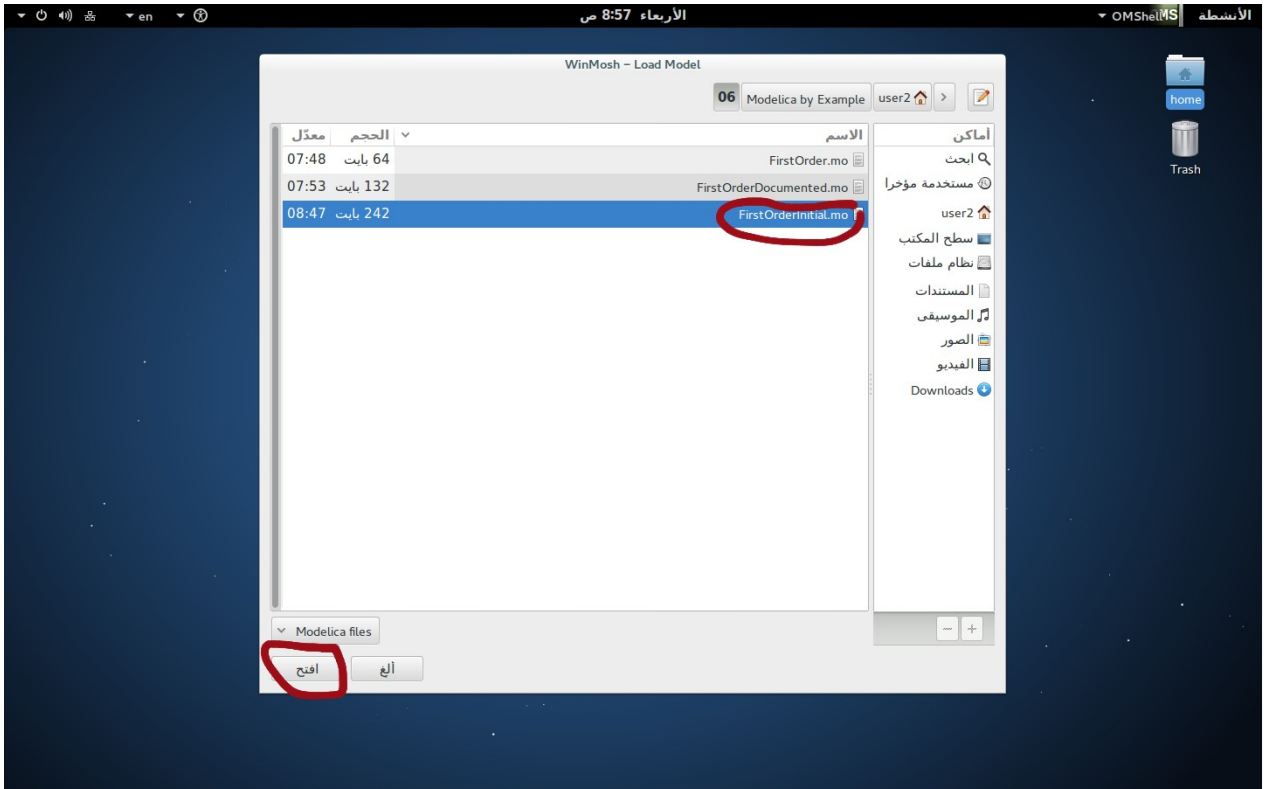 الأنشطة MS OMShell الأربعاء 8:57 ص en
WinMosh – Load Model
home
Trash
user2 Modelica by Example 06
أماكن
ابحث
مستخدمة مؤخرا
user2
سطح المكتب
نظام ملفات
المستندات
الموسيقى
الصور
الفيديو
Downloads
الاسم الحجم معدّل
FirstOrder.mo 64 بايت 07:48
FirstOrderDocumented.mo 132 بايت 07:53
FirstOrderInitial.mo 242 بايت 08:47
Modelica files
ألغ افتح